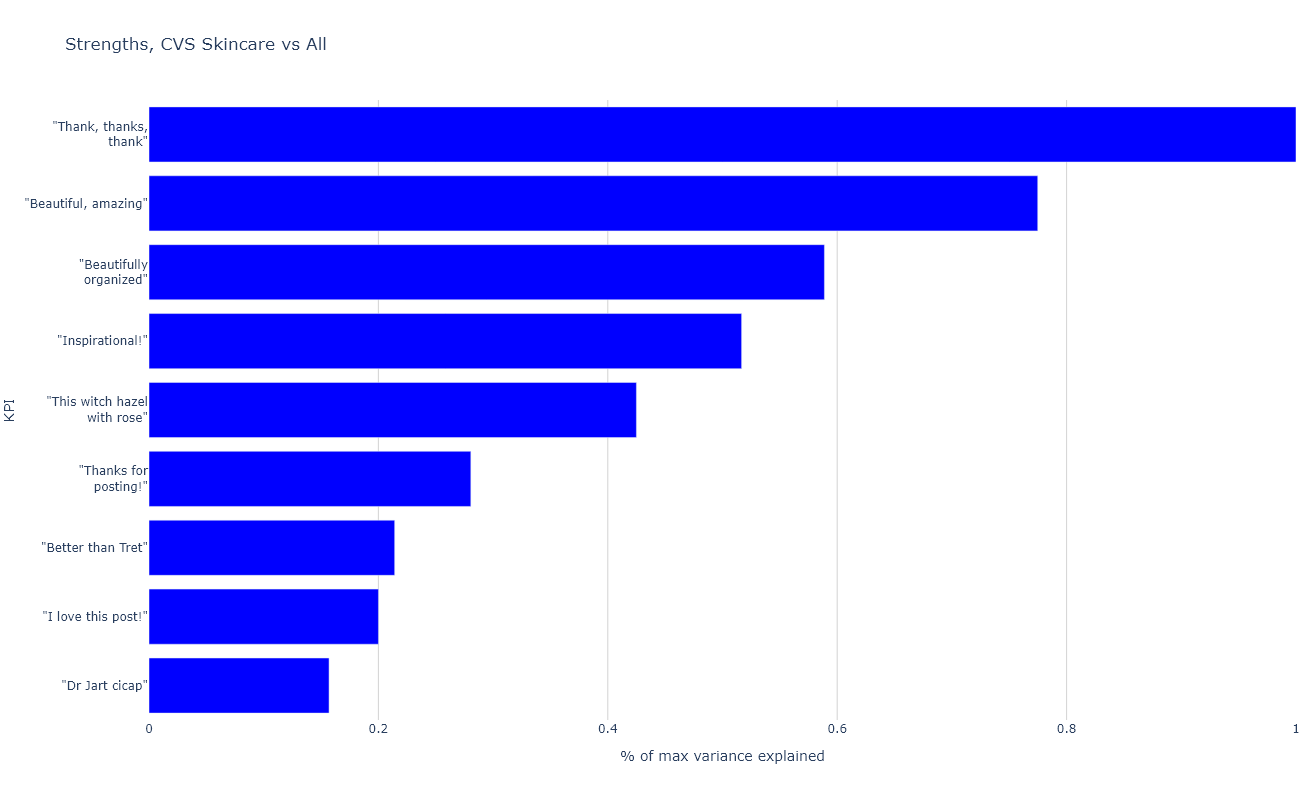 Strengths, CVS Skincare vs All
KPI
"Thank, thanks,
thank"
"Beautiful, amazing"
"Beautifully
organized"
"Inspirational!"
"This witch hazel
with rose"
"Thanks for
posting!"
"Better than Tret"
"I love this post!"
"Dr Jart cicap"
0 0.2 0.4 0.6 0.8 1
% of max variance explained